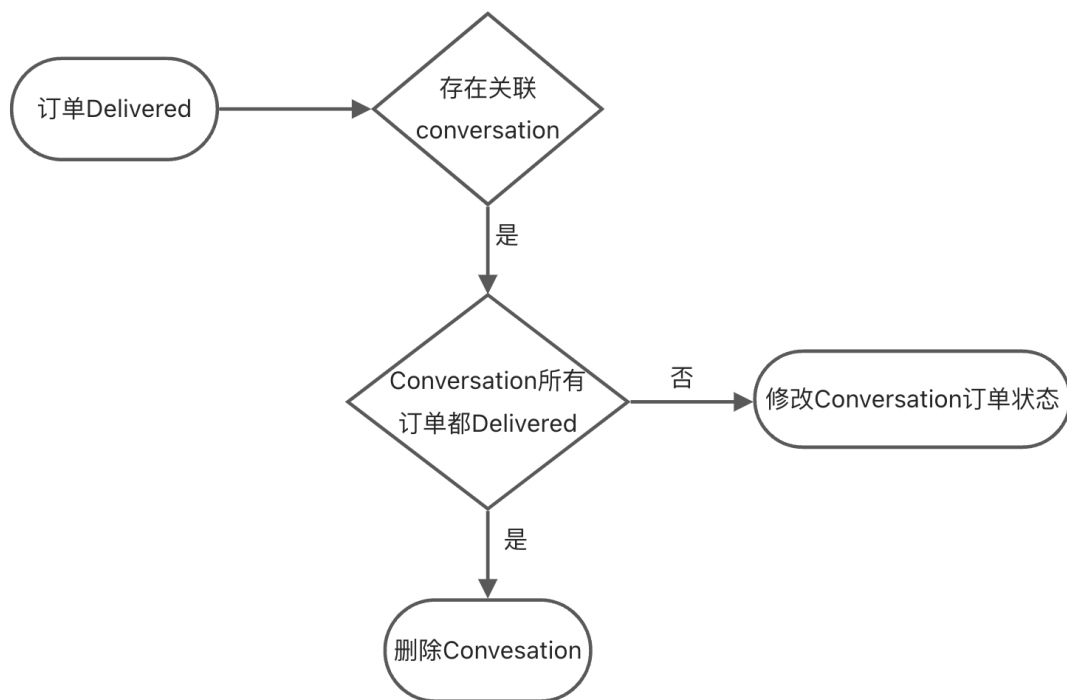 订单Delivered
存在关联
conversation
是
Conversation所有
订单都Delivered
否
修改Conversation订单状态
是
删除Convesation